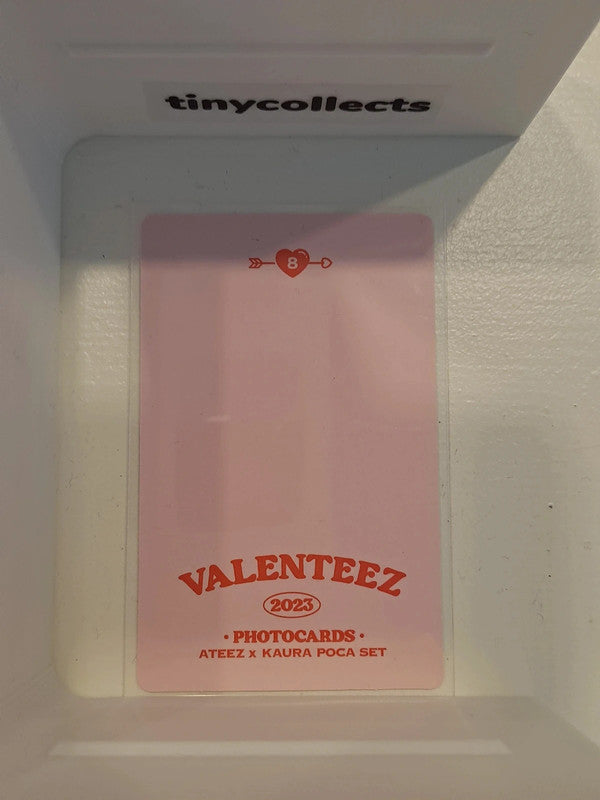 tinycollects
8
VALENTEEZ
2023
• PHOTOCARDS •
ATEEZ x KAURA POCA SET